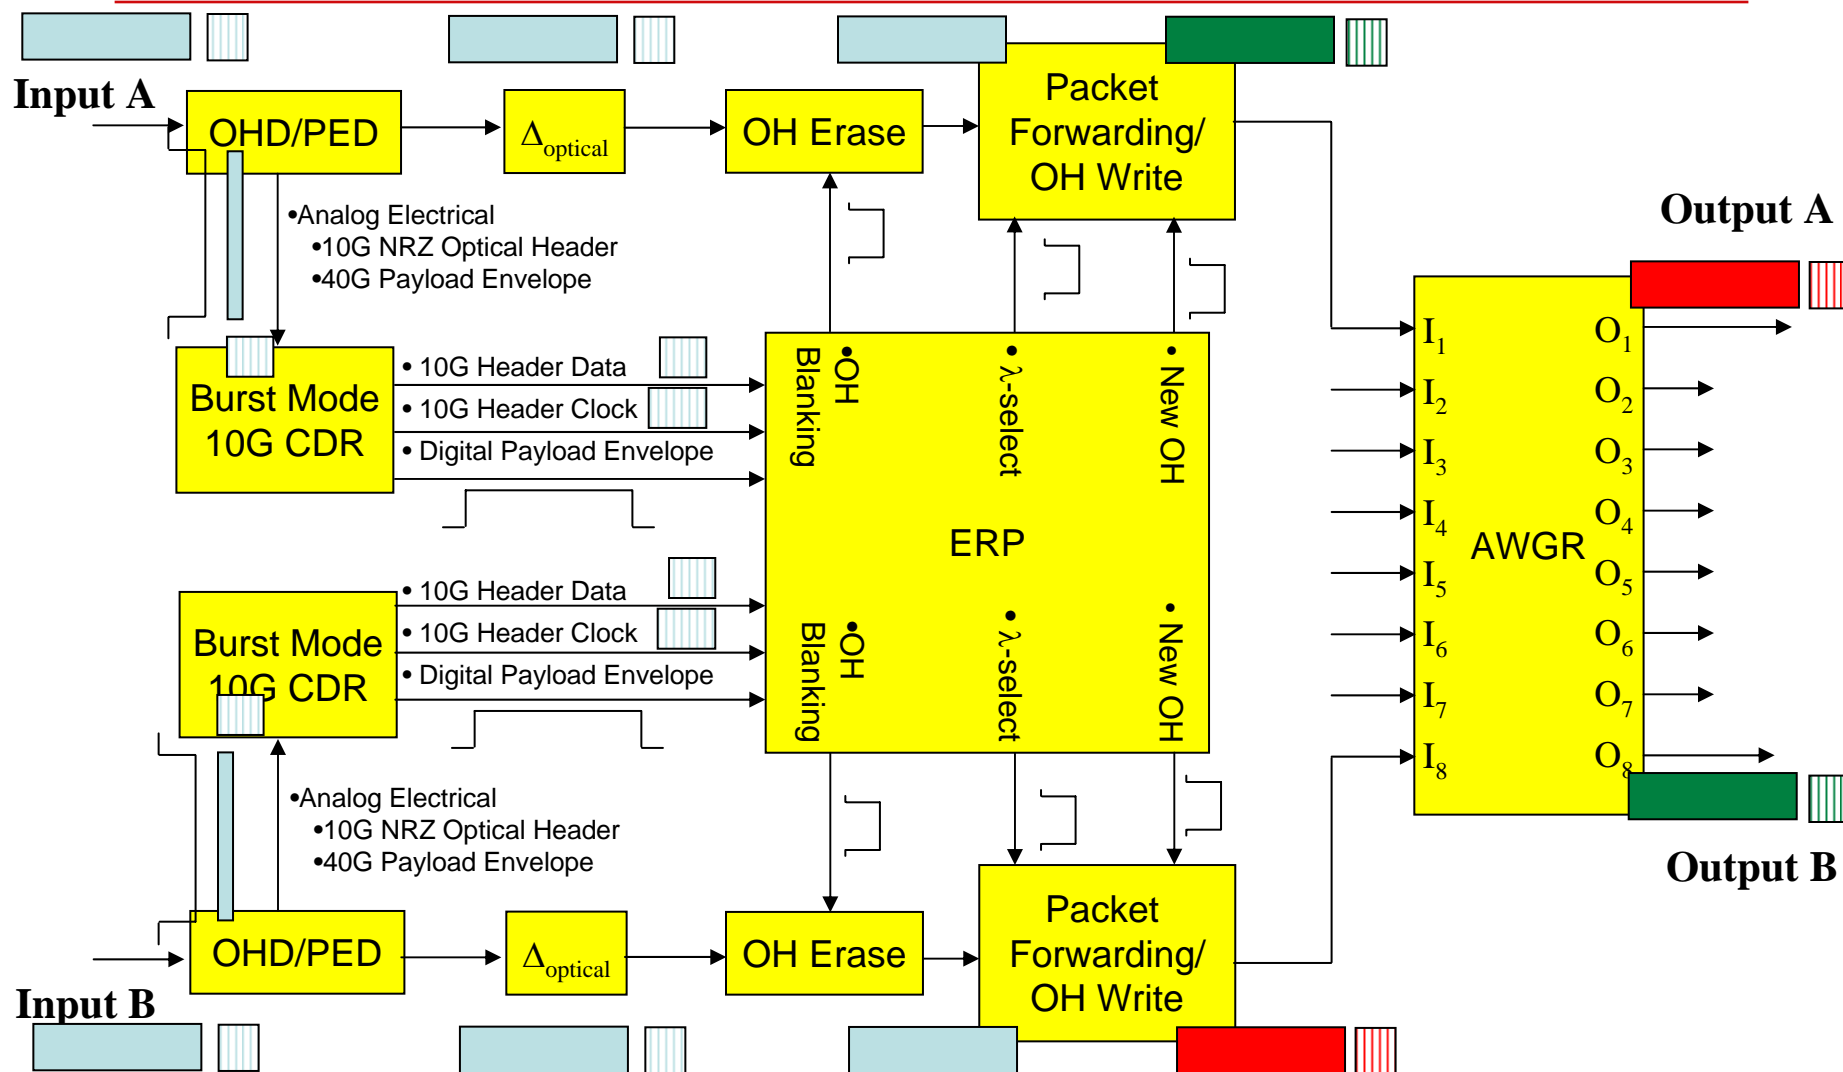 Input A
OHD/PED
Δoptical
OH Erase
Packet
Forwarding/
OH Write
•Analog Electrical
•10G NRZ Optical Header
•40G Payload Envelope
Output A
Burst Mode
10G CDR
• 10G Header Data
• 10G Header Clock
• Digital Payload Envelope
•OH
Blanking
• λ-select
• New OH
ERP
•OH
Blanking
• λ-select
• New OH
I1
I2
I3
I4
I5
I6
I7
I8
AWGR
O1
O2
O3
O4
O5
O6
O7
O8
Burst Mode
10G CDR
• 10G Header Data
• 10G Header Clock
• Digital Payload Envelope
•Analog Electrical
•10G NRZ Optical Header
•40G Payload Envelope
Output B
OHD/PED
Δoptical
OH Erase
Packet
Forwarding/
OH Write
Input B